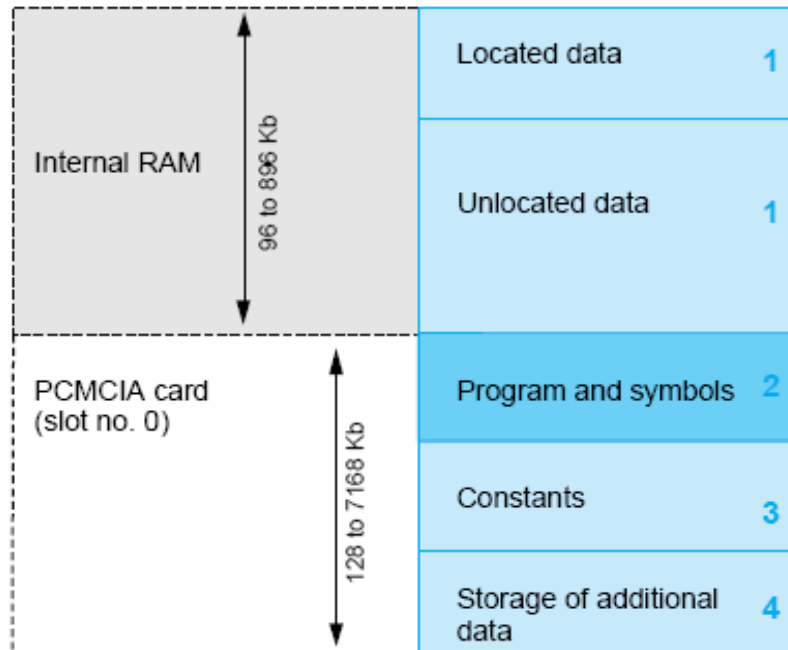 Located data 1
Internal RAM
96 to 896 Kb
Unlocated data 1
PCMCIA card
(slot no. 0)
128 to 7168 Kb
Program and symbols 2
Constants 3
Storage of additional
data 4